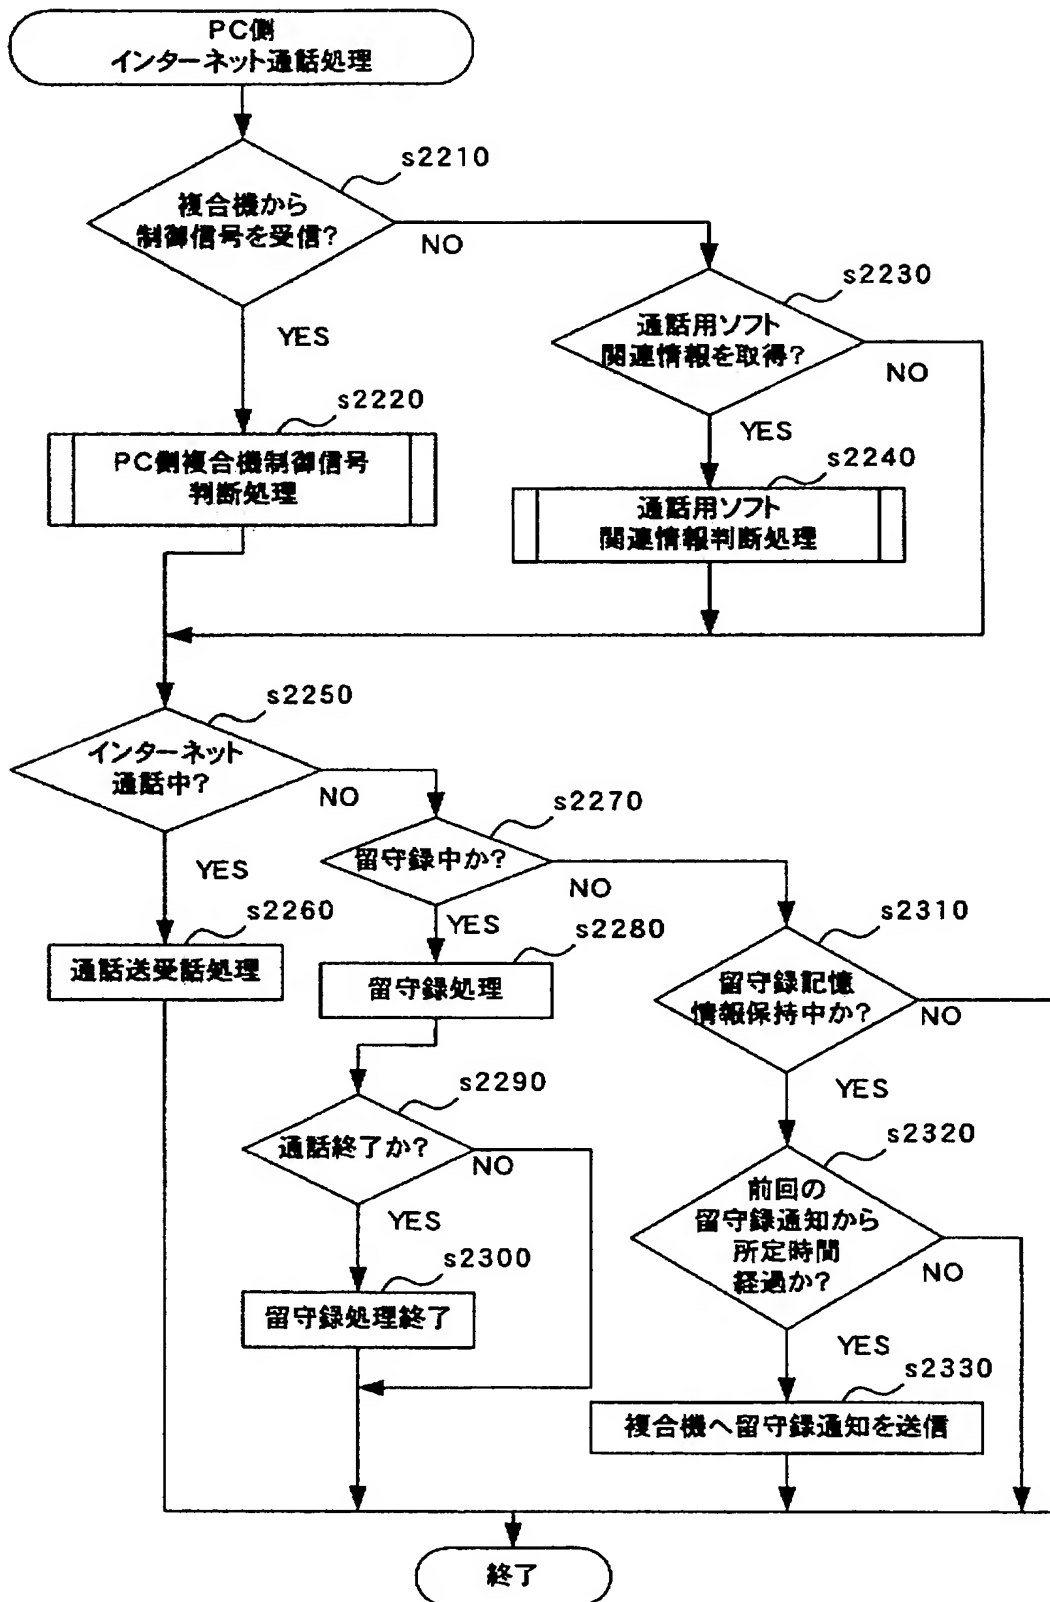 PC側
インターネット通話処理
s2210
複合機から
制御信号を受信?
NO
YES
s2230
通話用ソフト
関連情報を取得?
NO
YES
s2220
PC側複合機制御信号
判断処理
s2240
通話用ソフト
関連情報判断処理
s2250
インターネット
通話中?
NO
YES
s2270
留守録中か?
NO
YES
s2260
通話送受話処理
s2280
留守録処理
s2310
留守録記憶
情報保持中か?
NO
YES
s2290
通話終了か?
NO
YES
s2320
前回の
留守録通知から
所定時間
経過か?
NO
YES
s2300
留守録処理終了
s2330
複合機へ留守録通知を送信
終了